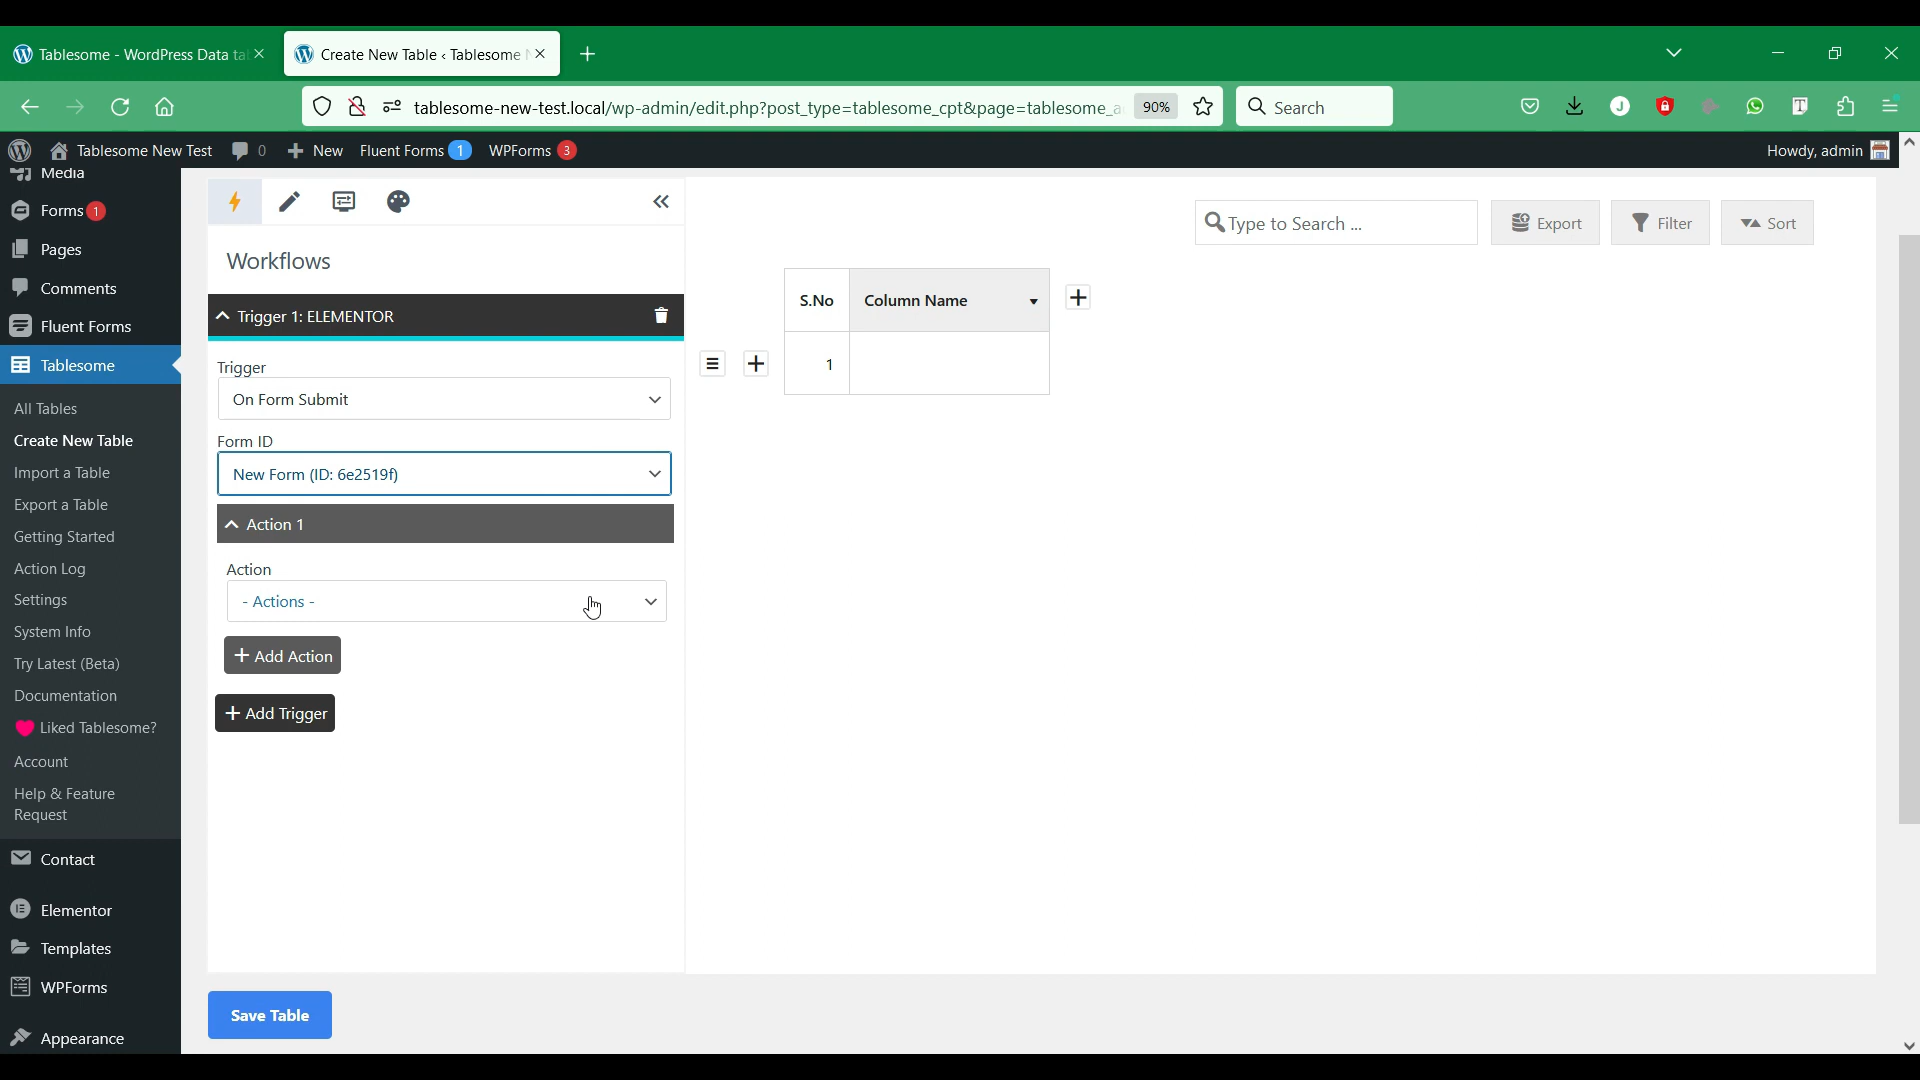 Tablesome - WordPress Data ta
Create New Table ‹ Tablesome
tablesome-new-test.local/wp-admin/edit.php?post_type=tablesome_cpt&page=tablesome_a
90%
Search
Tablesome New Test
0
New
Fluent Forms 1
WPForms 3
Howdy, admin
Media
Forms 1
Pages
Comments
Fluent Forms
Tablesome
All Tables
Create New Table
Import a Table
Export a Table
Getting Started
Action Log
Settings
System Info
Try Latest (Beta)
Documentation
Liked Tablesome?
Account
Help & Feature
Request
Contact
Elementor
Templates
WPForms
Appearance
Workflows
Trigger 1: ELEMENTOR
Trigger
On Form Submit
Form ID
New Form (ID: 6e2519f)
Action 1
Action
- Actions -
+ Add Action
+ Add Trigger
Save Table
Type to Search ...
Export
Filter
Sort
S.No
Column Name
1